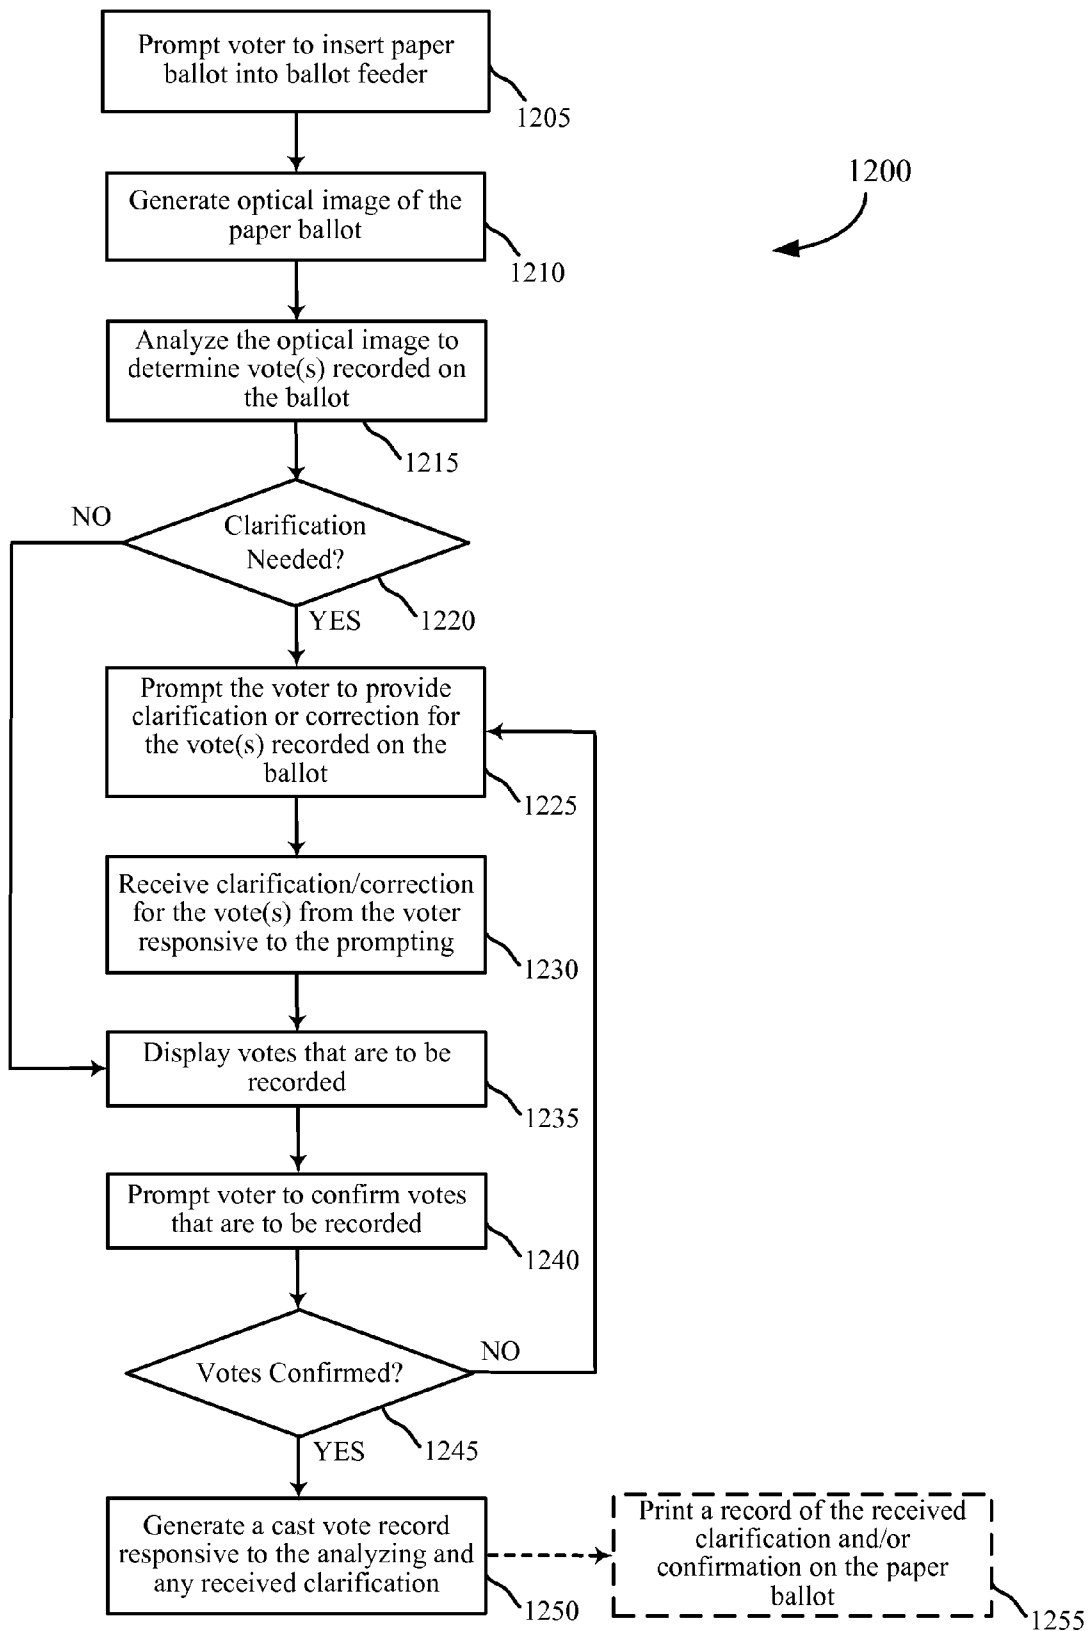 Prompt voter to insert paper
ballot into ballot feeder
1205
1200
Generate optical image of the
paper ballot
1210
Analyze the optical image to
determine vote(s) recorded on
the ballot
1215
NO
Clarification
Needed?
YES
1220
Prompt the voter to provide
clarification or correction for
the vote(s) recorded on the
ballot
1225
Receive clarification/correction
for the vote(s) from the voter
responsive to the prompting
1230
Display votes that are to be
recorded
1235
Prompt voter to confirm votes
that are to be recorded
1240
Votes Confirmed?
NO
YES
1245
Generate a cast vote record
responsive to the analyzing and
any received clarification
1250
Print a record of the received
clarification and/or
confirmation on the paper
ballot
1255